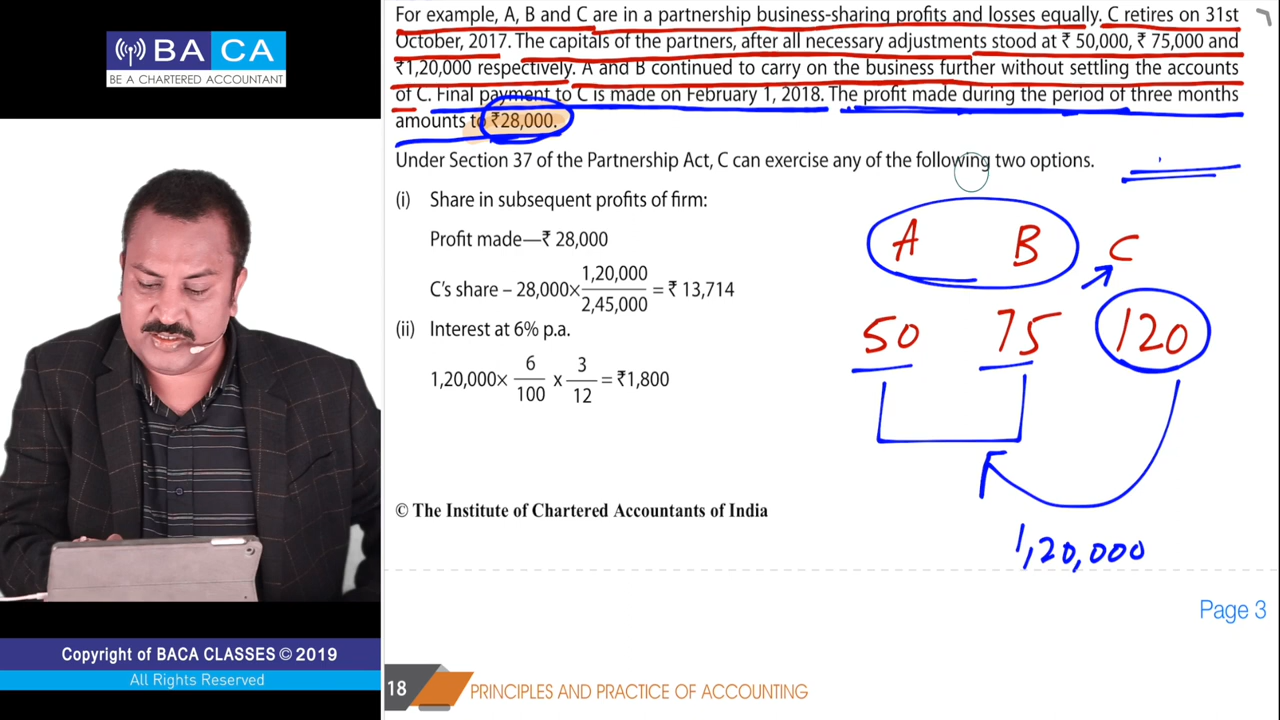 BACA
BE A CHARTERED ACCOUNTANT
For example, A, B and C are in a partnership business-sharing profits and losses equally. C retires on 31st
October, 2017. The capitals of the partners, after all necessary adjustments stood at ₹ 50,000, ₹ 75,000 and
₹1,20,000 respectively. A and B continued to carry on the business further without settling the accounts
of C. Final payment to C is made on February 1, 2018. The profit made during the period of three months
amounts to ₹28,000.
Under Section 37 of the Partnership Act, C can exercise any of the following two options.
(i) Share in subsequent profits of firm:
Profit made—₹ 28,000
C's share – 28,000× 1,20,000 / 2,45,000 = ₹ 13,714
(ii) Interest at 6% p.a.
1,20,000× 6 / 100 x 3 / 12 = ₹1,800
A B C
50 75 120
1,20,000
© The Institute of Chartered Accountants of India
Page 3
18 PRINCIPLES AND PRACTICE OF ACCOUNTING
Copyright of BACA CLASSES © 2019
All Rights Reserved